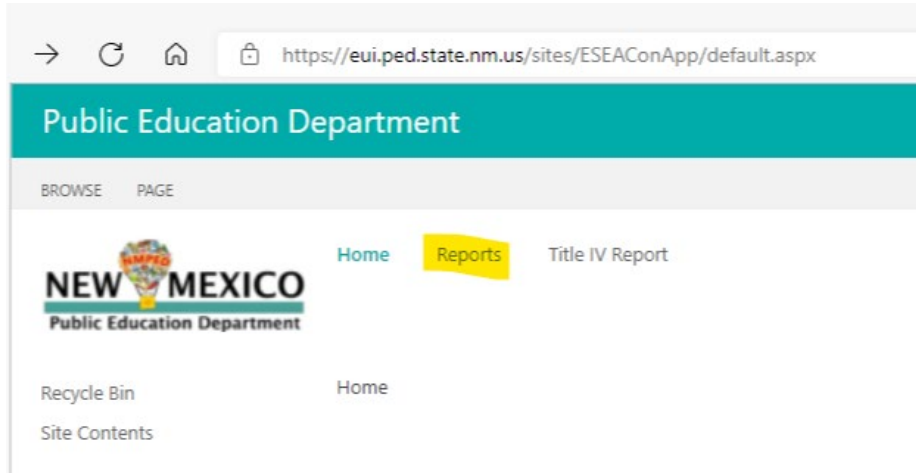 https://eui.ped.state.nm.us/sites/ESEAConApp/default.aspx
Public Education Department
BROWSE PAGE
Home Reports Title IV Report
NMPED
NEW MEXICO
Public Education Department
Recycle Bin
Home
Site Contents